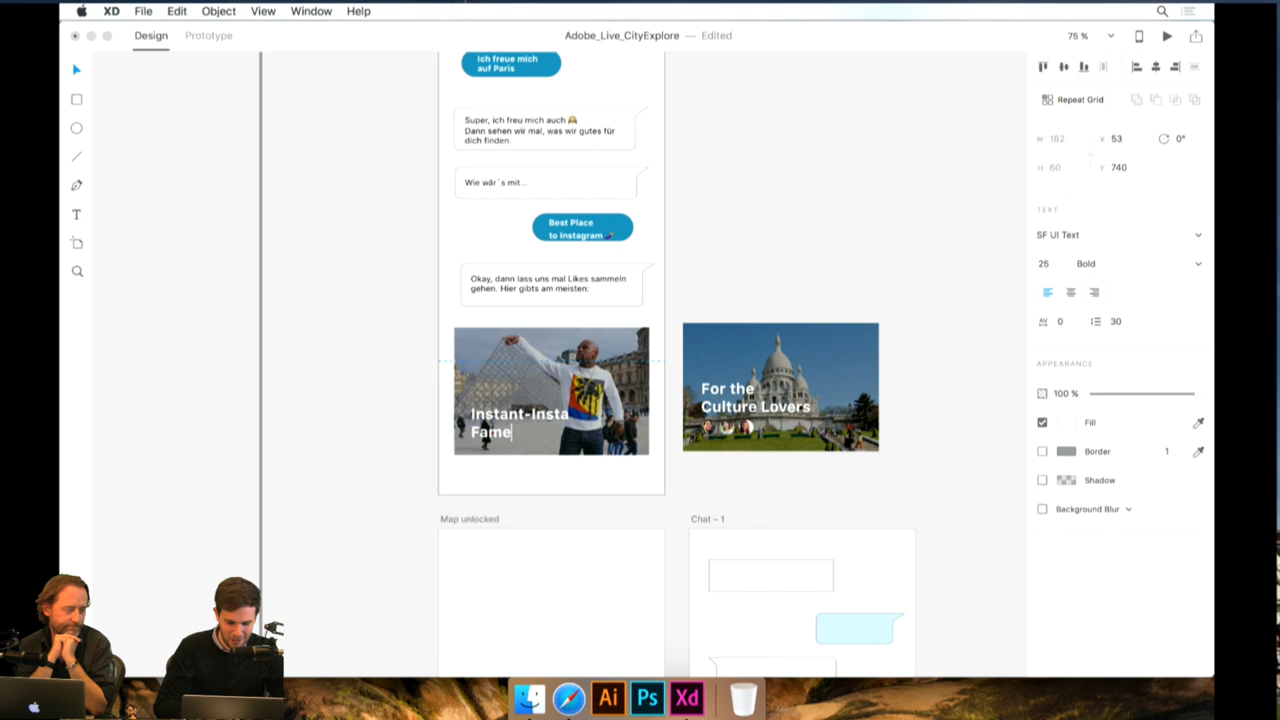 XD File Edit Object View Window Help
Design Prototype
Adobe_Live_CityExplore — Edited
75 %
Repeat Grid
W 182 X 53 0°
H 60 Y 740
TEXT
SF UI Text
25 Bold
0 30
APPEARANCE
100 %
Fill
Border 1
Shadow
Background Blur
Ich freue mich
auf Paris
Super, ich freu mich auch
Dann sehen wir mal, was wir gutes für
dich finden.
Wie wär´s mit...
Best Place
to Instagram
Okay, dann lass uns mal Likes sammeln
gehen. Hier gibts am meisten:
Instant-Insta
Fame
For the
Culture Lovers
Map unlocked
Chat – 1
Ai Ps Xd